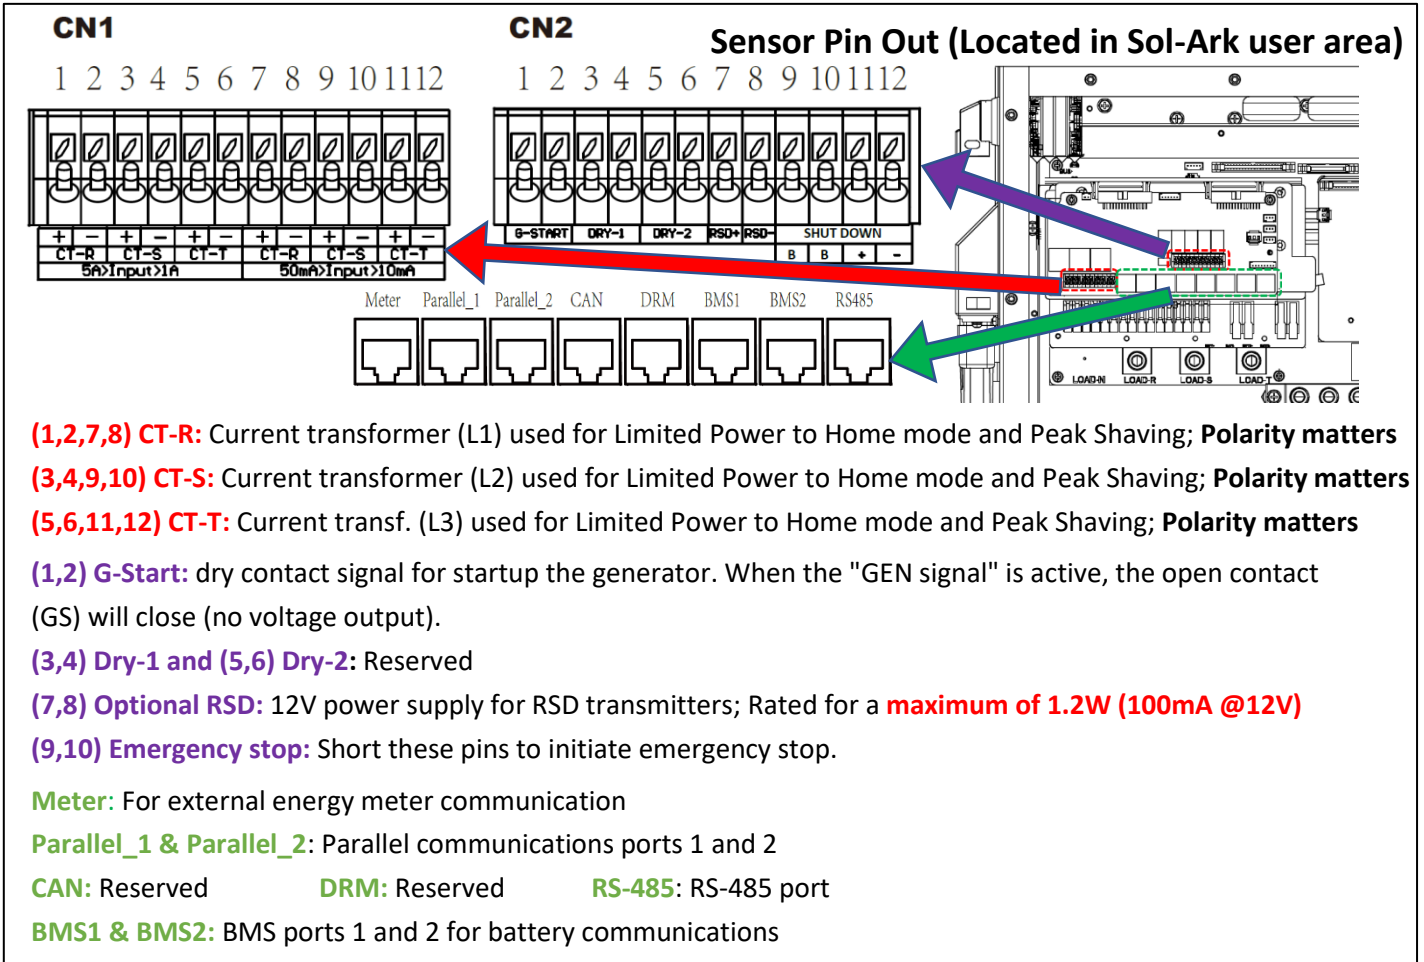 CN1
CN2
Sensor Pin Out (Located in Sol-Ark user area)
1 2 3 4 5 6 7 8 9 10 11 12
1 2 3 4 5 6 7 8 9 10 11 12
+ − + − + − + − + − + −
CT-R CT-S CT-T CT-R CT-S CT-T
5A>Input>1A 50mA>Input>10mA
G-START DRY-1 DRY-2 RSD+ RSD- SHUT DOWN
B B + −
Meter Parallel_1 Parallel_2 CAN DRM BMS1 BMS2 RS485
LOAD-N LOAD-R LOAD-S LOAD-T
(1,2,7,8) CT-R: Current transformer (L1) used for Limited Power to Home mode and Peak Shaving; Polarity matters
(3,4,9,10) CT-S: Current transformer (L2) used for Limited Power to Home mode and Peak Shaving; Polarity matters
(5,6,11,12) CT-T: Current transf. (L3) used for Limited Power to Home mode and Peak Shaving; Polarity matters
(1,2) G-Start: dry contact signal for startup the generator. When the "GEN signal" is active, the open contact
(GS) will close (no voltage output).
(3,4) Dry-1 and (5,6) Dry-2: Reserved
(7,8) Optional RSD: 12V power supply for RSD transmitters; Rated for a maximum of 1.2W (100mA @12V)
(9,10) Emergency stop: Short these pins to initiate emergency stop.
Meter: For external energy meter communication
Parallel_1 & Parallel_2: Parallel communications ports 1 and 2
CAN: Reserved DRM: Reserved RS-485: RS-485 port
BMS1 & BMS2: BMS ports 1 and 2 for battery communications